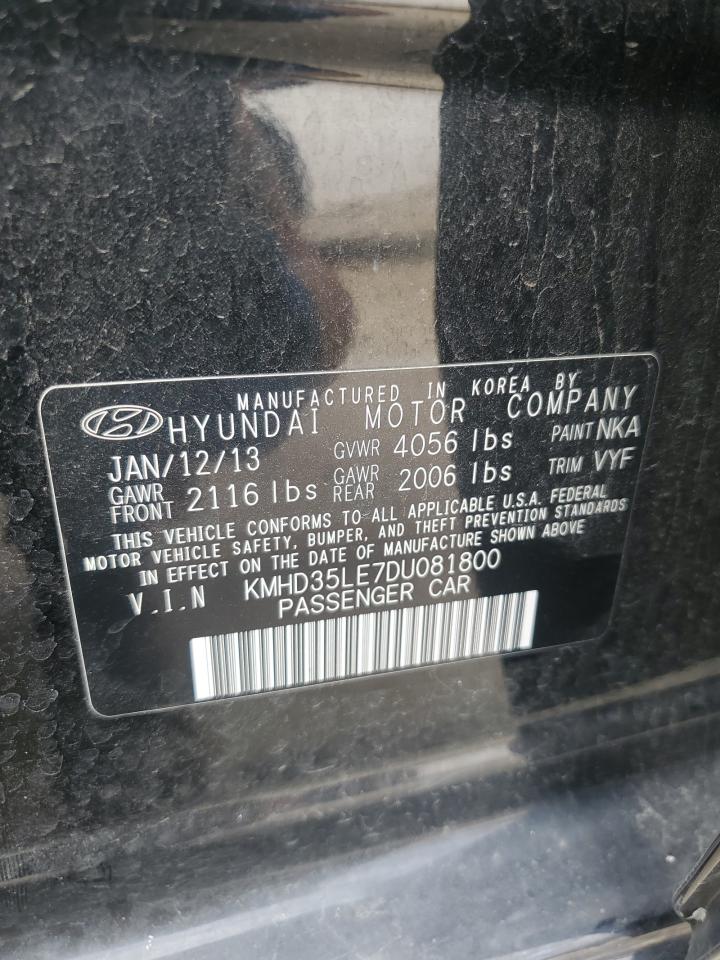 MANUFACTURED IN KOREA BY
HYUNDAI MOTOR COMPANY
JAN/12/13 GVWR 4056 lbs PAINT NKA
GAWR FRONT 2116 lbs GAWR REAR 2006 lbs TRIM VYF
THIS VEHICLE CONFORMS TO ALL APPLICABLE U.S.A. FEDERAL
MOTOR VEHICLE SAFETY, BUMPER, AND THEFT PREVENTION STANDARDS
IN EFFECT ON THE DATE OF MANUFACTURE SHOWN ABOVE
V.I.N KMHD35LE7DU081800
PASSENGER CAR